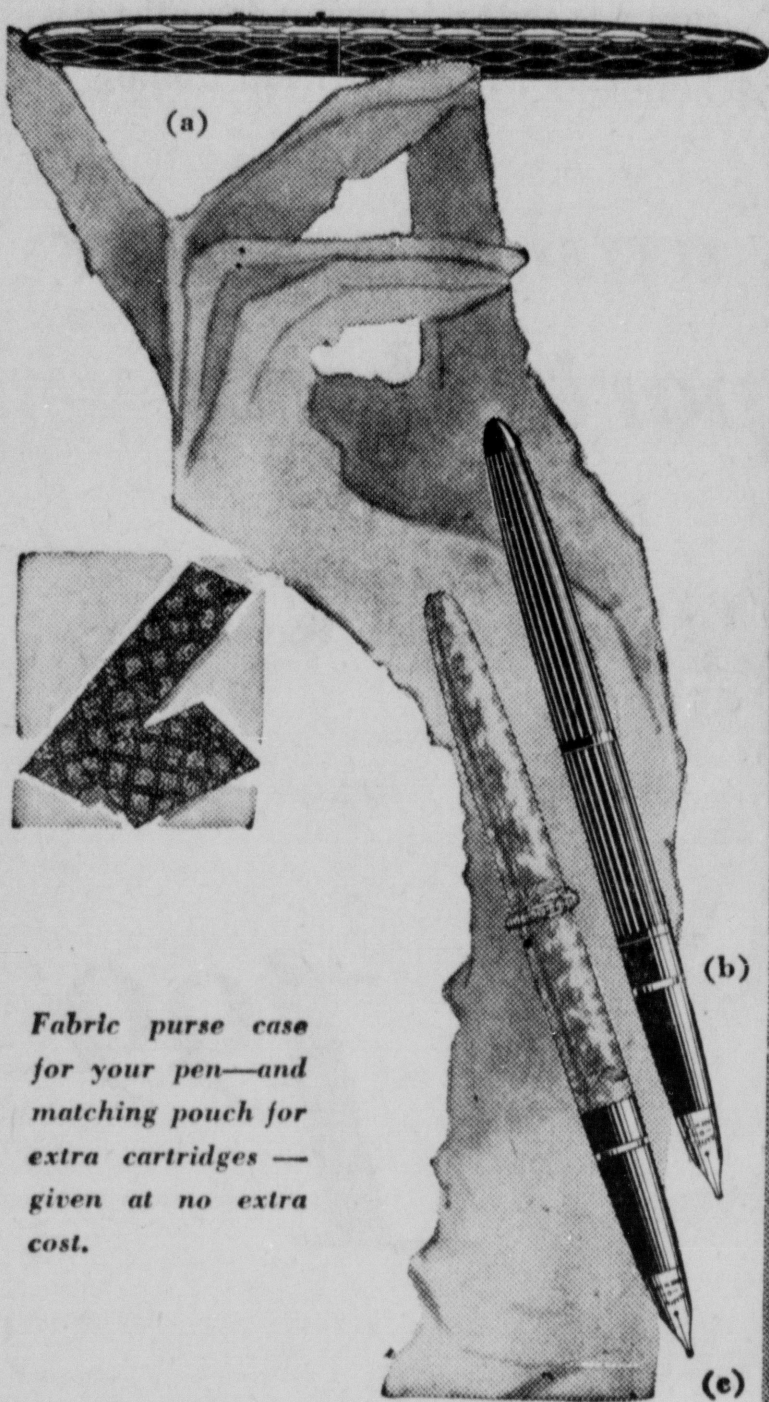 (a)
(b)
Fabric purse case
for your pen—and
matching pouch for
extra cartridges —
given at no extra
cost.
(c)